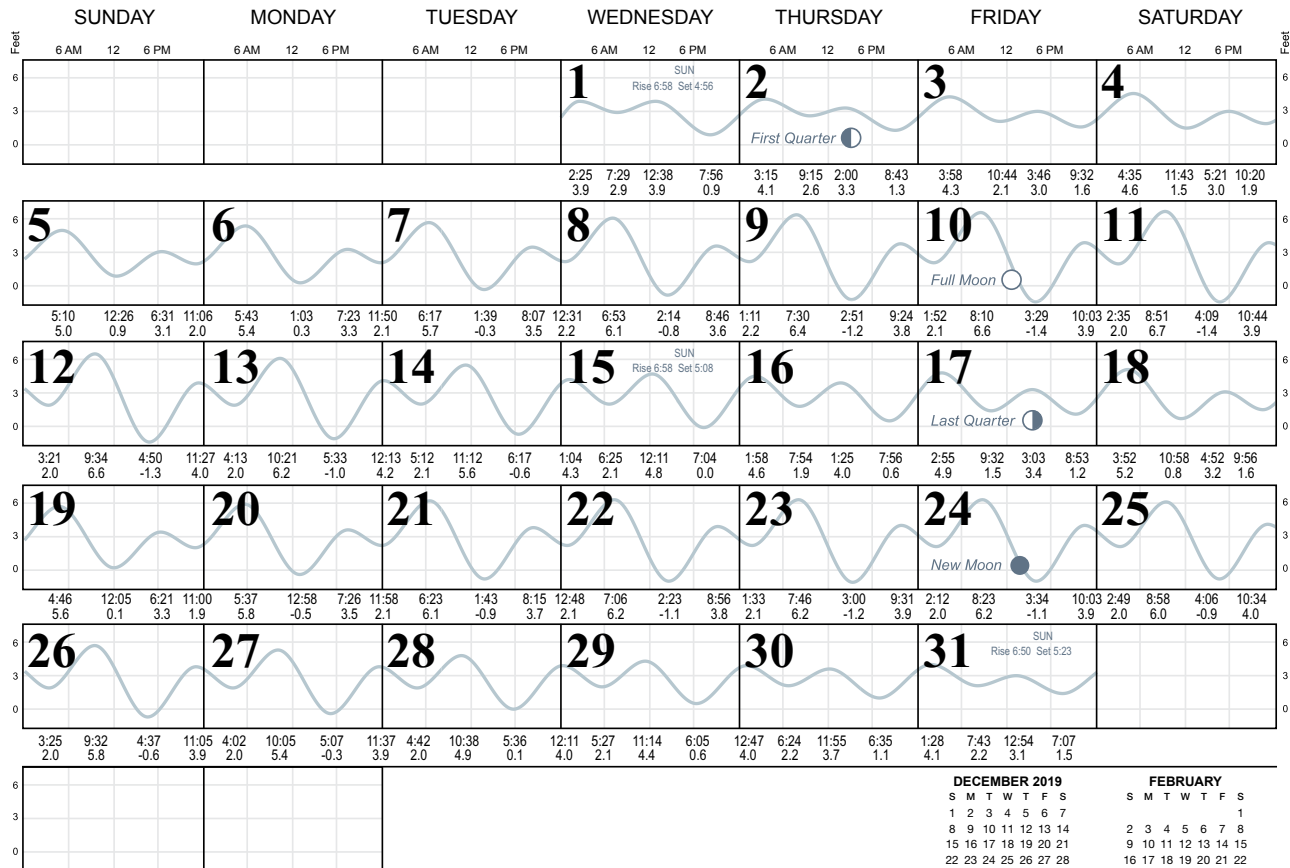 SUNDAY MONDAY TUESDAY WEDNESDAY THURSDAY FRIDAY SATURDAY
Feet 6 AM 12 6 PM 6 AM 12 6 PM 6 AM 12 6 PM 6 AM 12 6 PM 6 AM 12 6 PM 6 AM 12 6 PM 6 AM 12 6 PM Feet
1 2 3 4
SUN
Rise 6:58 Set 4:56
First Quarter
6 6
3 3
0 0
2:25 7:29 12:38 7:56 3:15 9:15 2:00 8:43 3:58 10:44 3:46 9:32 4:35 11:43 5:21 10:20
3.9 2.9 3.9 0.9 4.1 2.6 3.3 1.3 4.3 2.1 3.0 1.6 4.6 1.5 3.0 1.9
5 6 7 8 9 10 11
Full Moon
6 6
3 3
0 0
5:10 12:26 6:31 11:06 5:43 1:03 7:23 11:50 6:17 1:39 8:07 12:31 6:53 2:14 8:46 1:11 7:30 2:51 9:24 1:52 8:10 3:29 10:03 2:35 8:51 4:09 10:44
5.0 0.9 3.1 2.0 5.4 0.3 3.3 2.1 5.7 -0.3 3.5 2.2 6.1 -0.8 3.6 2.2 6.4 -1.2 3.8 2.1 6.6 -1.4 3.9 2.0 6.7 -1.4 3.9
12 13 14 15 16 17 18
SUN
Rise 6:58 Set 5:08
Last Quarter
6 6
3 3
0 0
3:21 9:34 4:50 11:27 4:13 10:21 5:33 12:13 5:12 11:12 6:17 1:04 6:25 12:11 7:04 1:58 7:54 1:25 7:56 2:55 9:32 3:03 8:53 3:52 10:58 4:52 9:56
2.0 6.6 -1.3 4.0 2.0 6.2 -1.0 4.2 2.1 5.6 -0.6 4.3 2.1 4.8 0.0 4.6 1.9 4.0 0.6 4.9 1.5 3.4 1.2 5.2 0.8 3.2 1.6
19 20 21 22 23 24 25
New Moon
6 6
3 3
0 0
4:46 12:05 6:21 11:00 5:37 12:58 7:26 11:58 6:23 1:43 8:15 12:48 7:06 2:23 8:56 1:33 7:46 3:00 9:31 2:12 8:23 3:34 10:03 2:49 8:58 4:06 10:34
5.6 0.1 3.3 1.9 5.8 -0.5 3.5 2.1 6.1 -0.9 3.7 2.1 6.2 -1.1 3.8 2.1 6.2 -1.2 3.9 2.0 6.2 -1.1 3.9 2.0 6.0 -0.9 4.0
26 27 28 29 30 31
SUN
Rise 6:50 Set 5:23
6 6
3 3
0 0
3:25 9:32 4:37 11:05 4:02 10:05 5:07 11:37 4:42 10:38 5:36 12:11 5:27 11:14 6:05 12:47 6:24 11:55 6:35 1:28 7:43 12:54 7:07
2.0 5.8 -0.6 3.9 2.0 5.4 -0.3 3.9 2.0 4.9 0.1 4.0 2.1 4.4 0.6 4.0 2.2 3.7 1.1 4.1 2.2 3.1 1.5
6
3
0
DECEMBER 2019
S M T W T F S
1 2 3 4 5 6 7
8 9 10 11 12 13 14
15 16 17 18 19 20 21
22 23 24 25 26 27 28
FEBRUARY
S M T W T F S
1
2 3 4 5 6 7 8
9 10 11 12 13 14 15
16 17 18 19 20 21 22